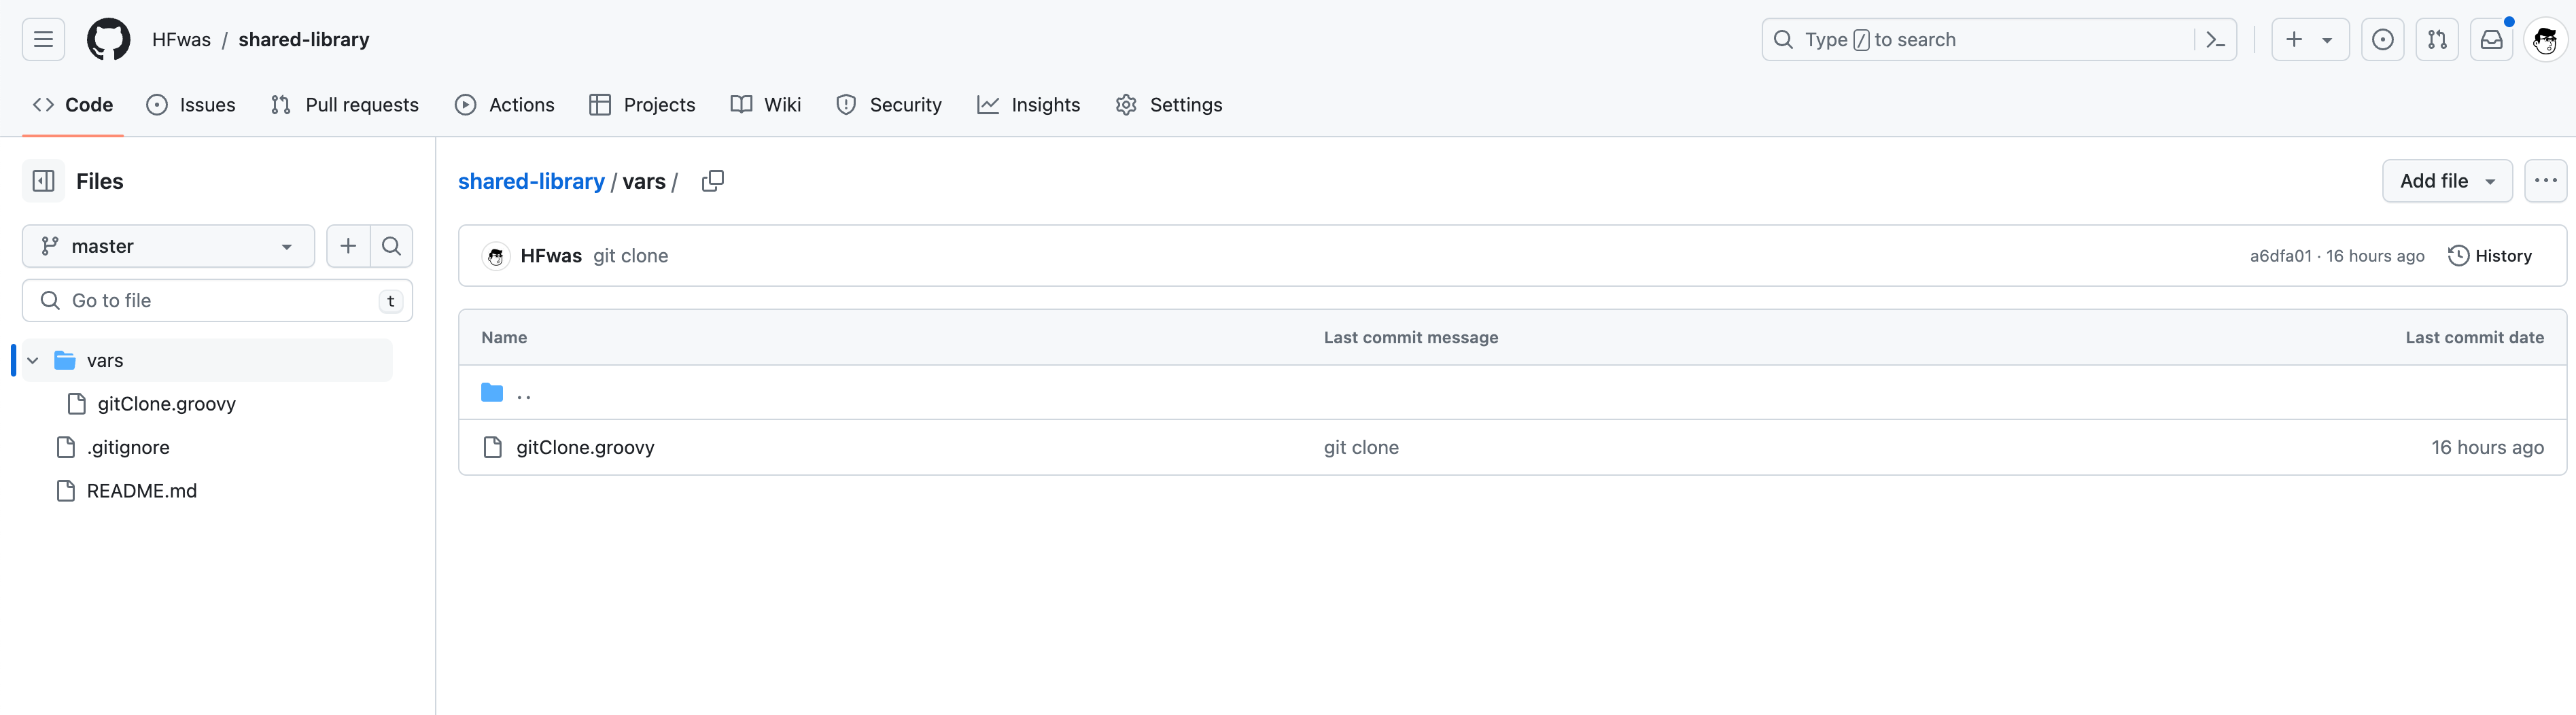 HFwas / shared-library
Type / to search
Code Issues Pull requests Actions Projects Wiki Security Insights Settings
Files
master
Go to file t
vars
gitClone.groovy
.gitignore
README.md
shared-library / vars /
Add file
HFwas git clone a6dfa01 · 16 hours ago History
Name Last commit message Last commit date
..
gitClone.groovy git clone 16 hours ago